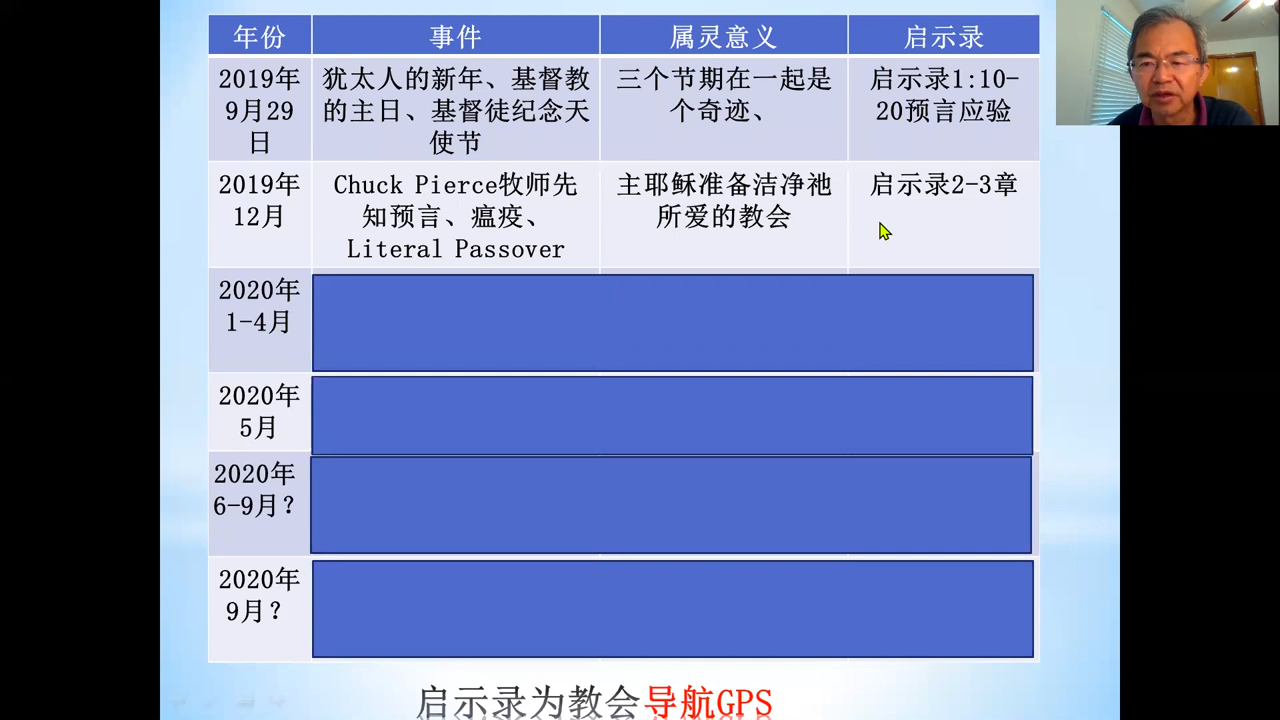 年份 事件 属灵意义 启示录
2019年
9月29
日
犹太人的新年、基督教
的主日、基督徒纪念天
使节
三个节期在一起是
个奇迹、
启示录1:10-
20预言应验
2019年
12月
Chuck Pierce牧师先
知预言、瘟疫、
Literal Passover
主耶稣准备洁净祂
所爱的教会
启示录2-3章
2020年
1-4月
2020年
5月
2020年
6-9月?
2020年
9月?
启示录为教会导航GPS